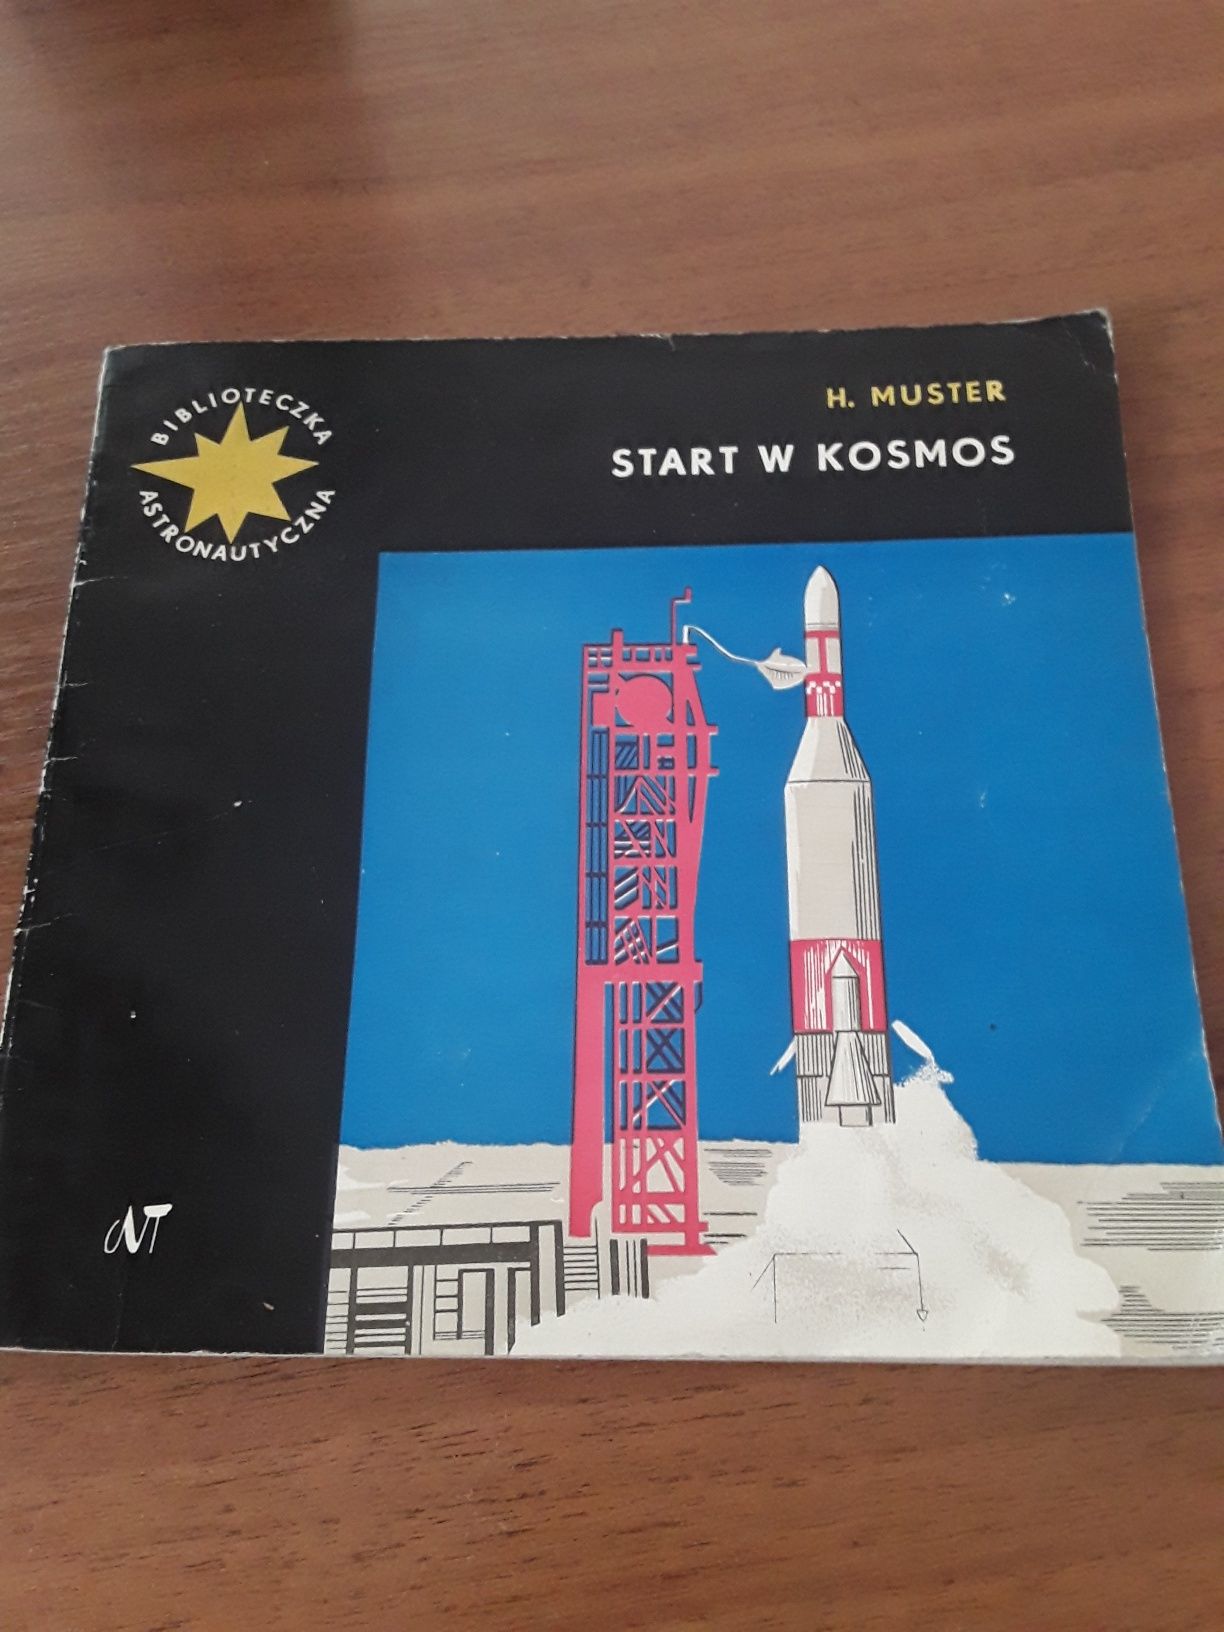 BIBLIOTECZKA
ASTRONAUTYCZNA
H. MUSTER
START W KOSMOS
NT